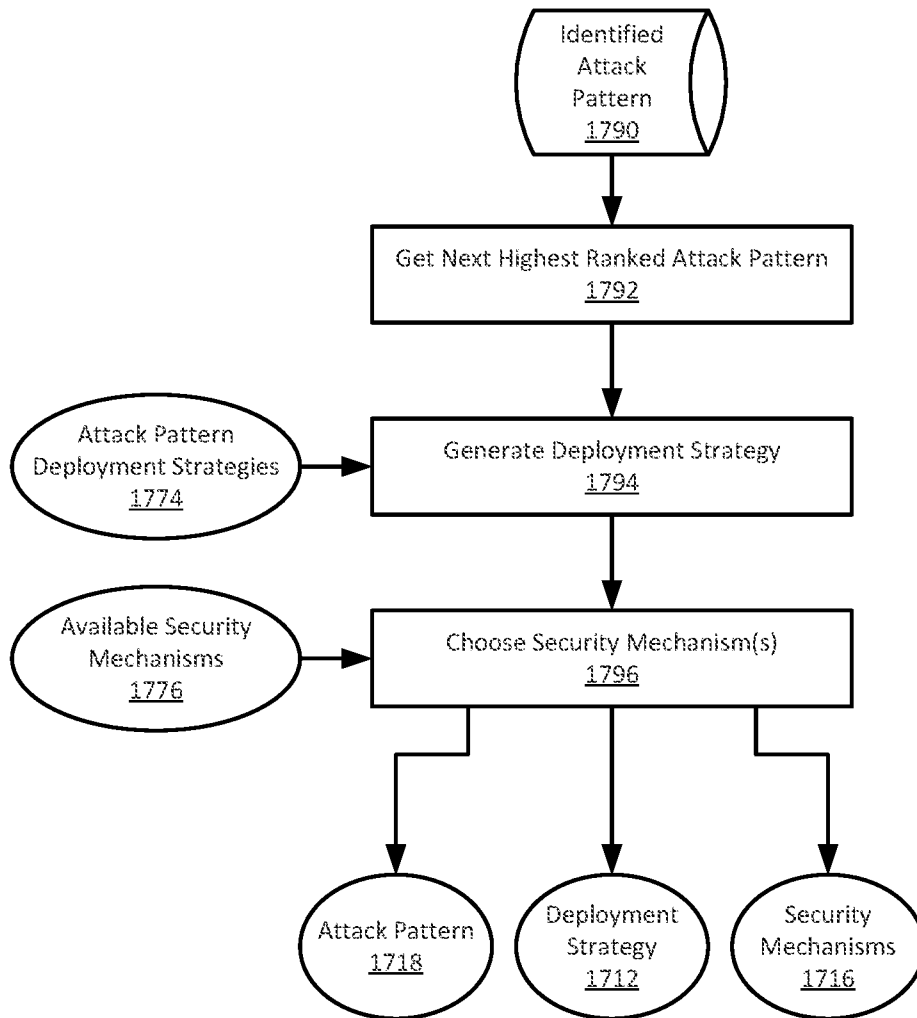 Identified
Attack
Pattern
1790
Get Next Highest Ranked Attack Pattern
1792
Attack Pattern
Deployment Strategies
1774
Generate Deployment Strategy
1794
Available Security
Mechanisms
1776
Choose Security Mechanism(s)
1796
Attack Pattern
1718
Deployment
Strategy
1712
Security
Mechanisms
1716